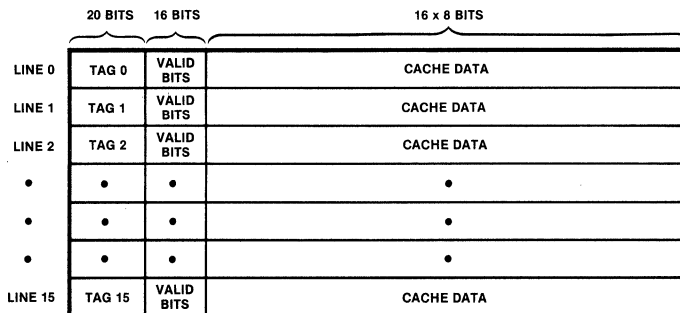 20 BITS 16 BITS 16 x 8 BITS
LINE 0 TAG 0 VALID BITS CACHE DATA
LINE 1 TAG 1 VALID BITS CACHE DATA
LINE 2 TAG 2 VALID BITS CACHE DATA
• • • •
• • • •
• • • •
LINE 15 TAG 15 VALID BITS CACHE DATA